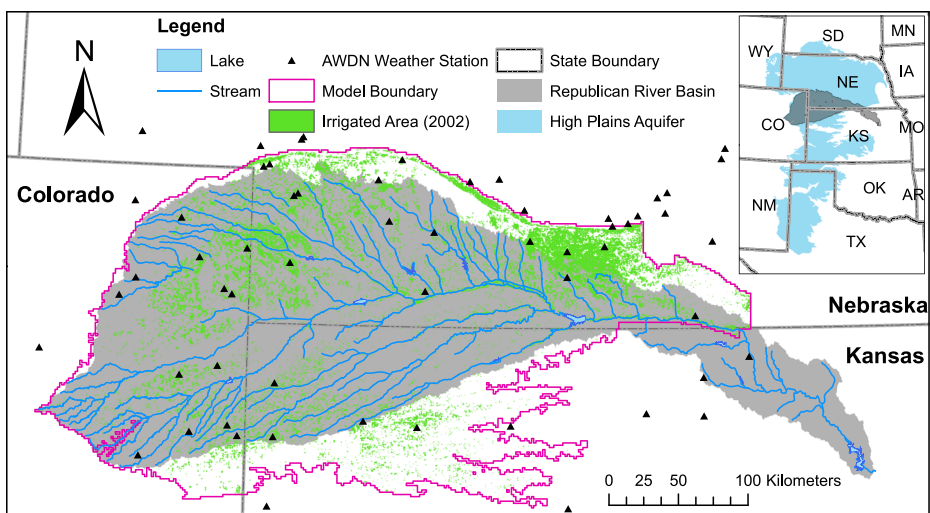 Legend
N
Lake
AWDN Weather Station
State Boundary
Stream
Model Boundary
Republican River Basin
Irrigated Area (2002)
High Plains Aquifer
SD
MN
WY
IA
NE
CO
KS
MO
OK
AR
NM
TX
Colorado
Nebraska
Kansas
0 25 50 100 Kilometers